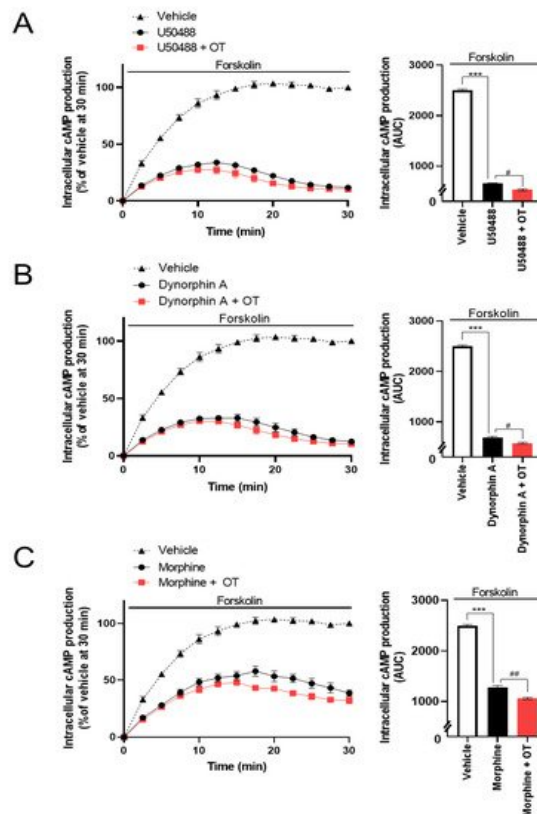 A
Vehicle
U50488
U50488 + OT
Forskolin
Intracellular cAMP production
(% of vehicle at 30 min)
100
50
0
0
10
20
30
Time (min)
Forskolin
Intracellular cAMP production
(AUC)
2500
1000
0
***
#
Vehicle
U50488
U50488 + OT
B
Vehicle
Dynorphin A
Dynorphin A + OT
Forskolin
Intracellular cAMP production
(% of vehicle at 30 min)
100
50
0
0
10
20
30
Time (min)
Forskolin
Intracellular cAMP production
(AUC)
3000
2000
1000
0
***
#
Vehicle
Dynorphin A
Dynorphin A + OT
C
Vehicle
Morphine
Morphine + OT
Forskolin
Intracellular cAMP production
(% of vehicle at 30 min)
100
50
0
0
10
20
30
Time (min)
Forskolin
Intracellular cAMP production
(AUC)
3000
2000
1000
0
***
##
Vehicle
Morphine
Morphine + OT